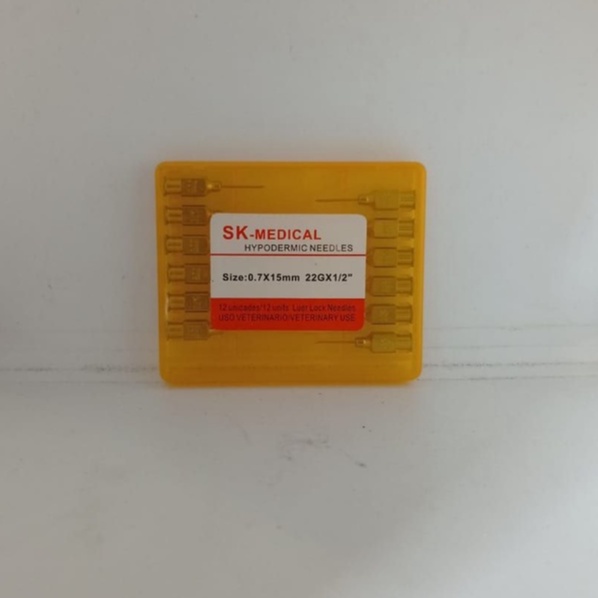 SK-MEDICAL
HYPODERMIC NEEDLES
Size:0.7X15mm 22GX1/2"
12 unidades/12 units. Luer Lock Needles
USO VETERINARIO/VETERINARY USE